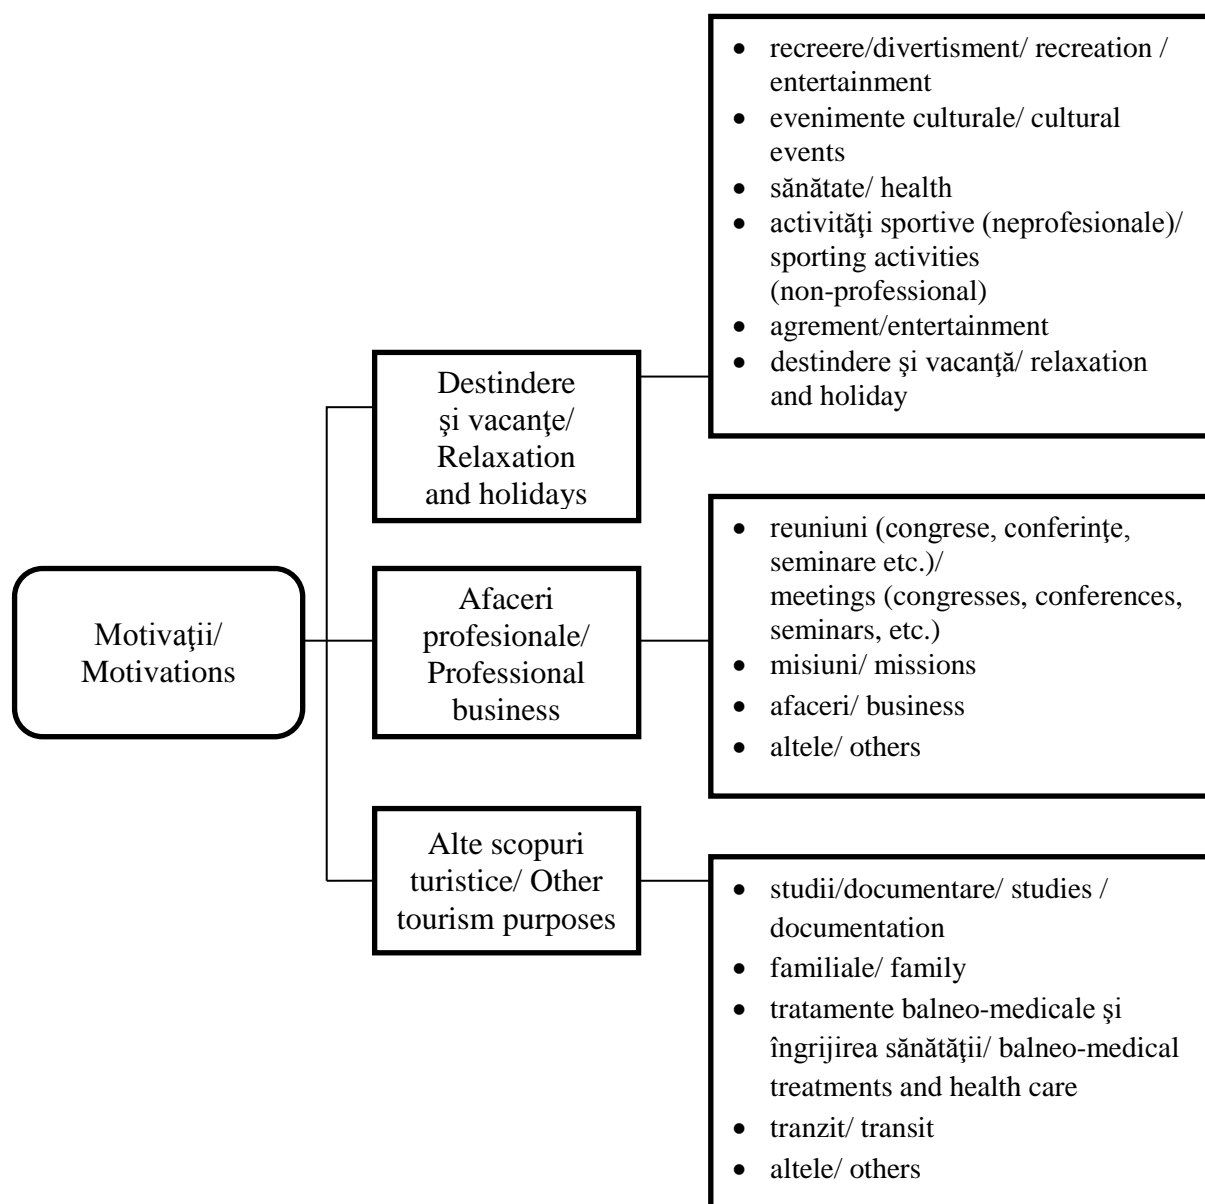 • recreere/divertisment/ recreation /
entertainment
• evenimente culturale/ cultural
events
• sănătate/ health
• activităţi sportive (neprofesionale)/
sporting activities
(non-professional)
• agrement/entertainment
• destindere şi vacanţă/ relaxation
and holiday
Destindere
şi vacanţe/
Relaxation
and holidays
• reuniuni (congrese, conferinţe,
seminare etc.)/
meetings (congresses, conferences,
seminars, etc.)
• misiuni/ missions
• afaceri/ business
• altele/ others
Afaceri
profesionale/
Professional
business
Motivaţii/
Motivations
Alte scopuri
turistice/ Other
tourism purposes
• studii/documentare/ studies /
documentation
• familiale/ family
• tratamente balneo-medicale şi
îngrijirea sănătăţii/ balneo-medical
treatments and health care
• tranzit/ transit
• altele/ others